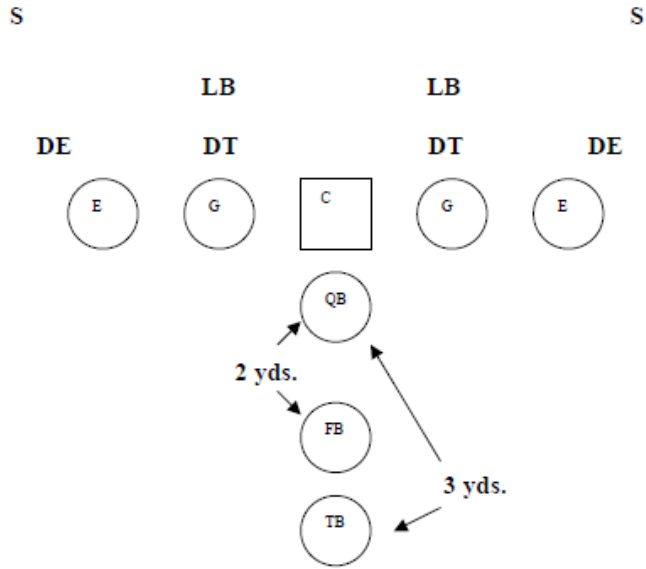 S S
LB LB
DE DT DT DE
E G C G E
QB
2 yds.
FB
3 yds.
TB